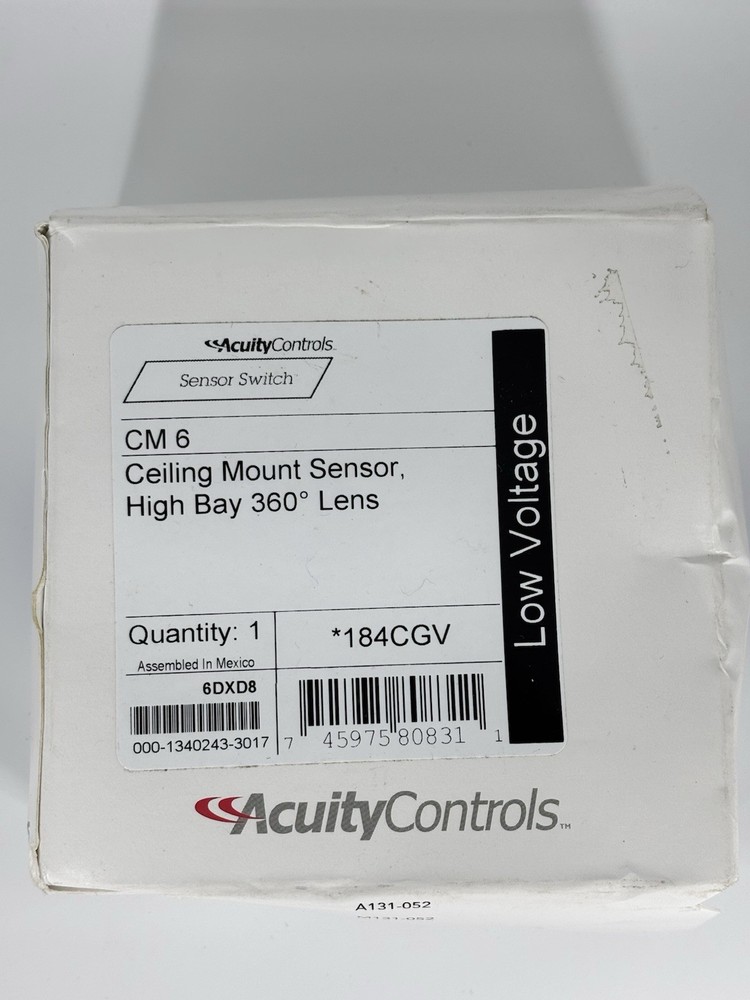 AcuityControls
Sensor Switch
CM 6
Ceiling Mount Sensor,
High Bay 360° Lens
Low Voltage
Quantity: 1
*184CGV
Assembled In Mexico
6DXD8
000-1340243-3017
7 45975 80831 1
AcuityControls™
A131-052